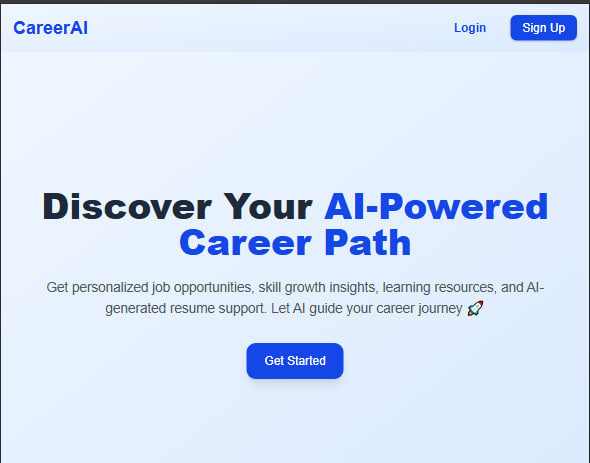 CareerAI
Login
Sign Up
Discover Your AI-Powered
Career Path
Get personalized job opportunities, skill growth insights, learning resources, and AI-
generated resume support. Let AI guide your career journey 🚀
Get Started